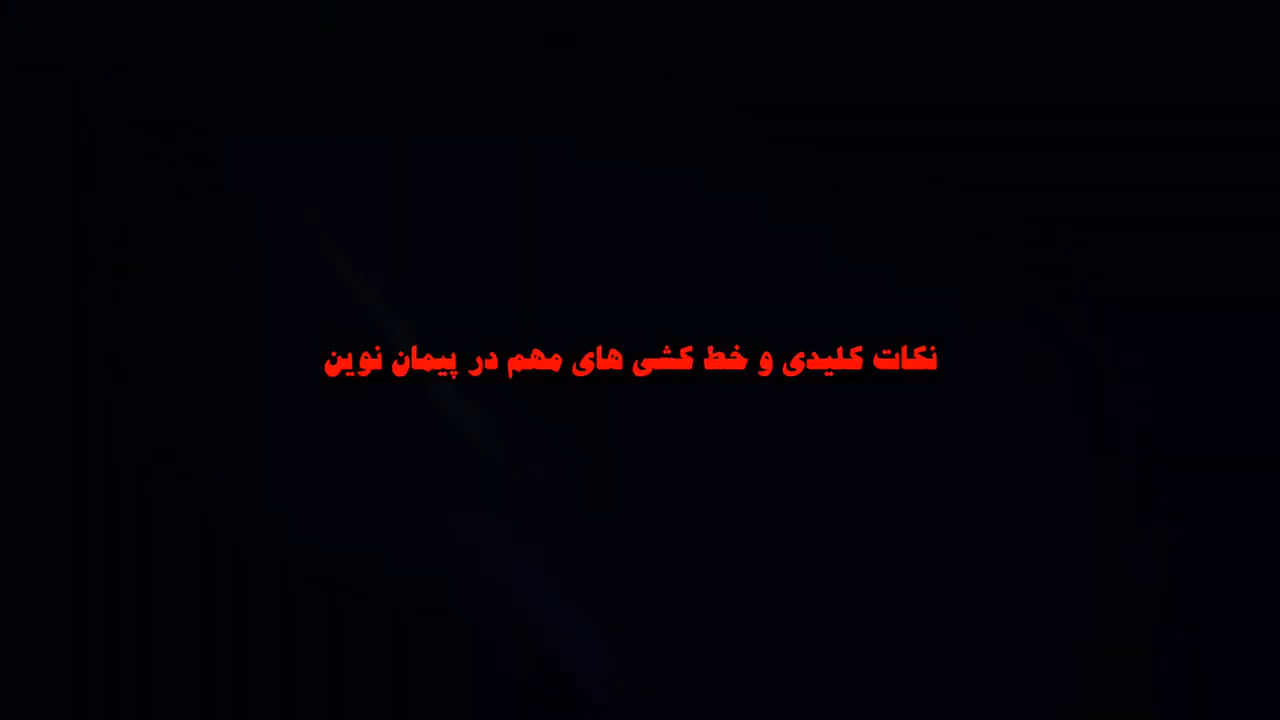 نکات کلیدی و خط کشی های مهم در پیمان نوین